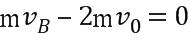 mv_B − 2mv_0 = 0